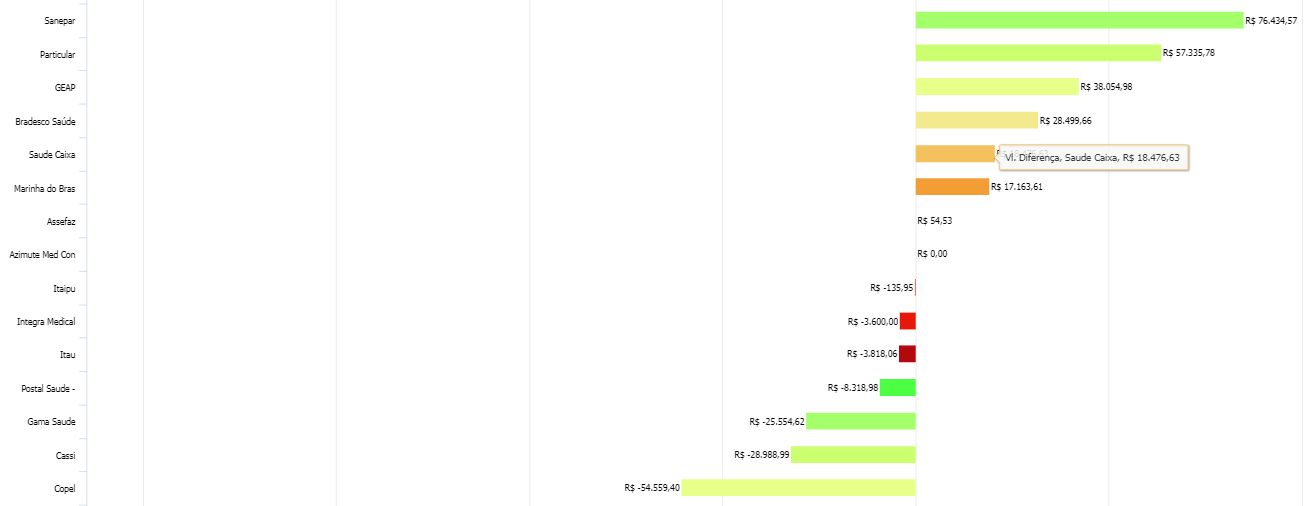 Sanepar R$ 76.434,57
Particular R$ 57.335,78
GEAP R$ 38.054,98
Bradesco Saúde R$ 28.499,66
Saude Caixa Vl. Diferença, Saude Caixa, R$ 18.476,63
Marinha do Bras R$ 17.163,61
Assefaz R$ 54,53
Azimute Med Con R$ 0,00
Itaipu R$ -135,95
Integra Medical R$ -3.600,00
Itau R$ -3.818,06
Postal Saude - R$ -8.318,98
Gama Saude R$ -25.554,62
Cassi R$ -28.988,99
Copel R$ -54.559,40